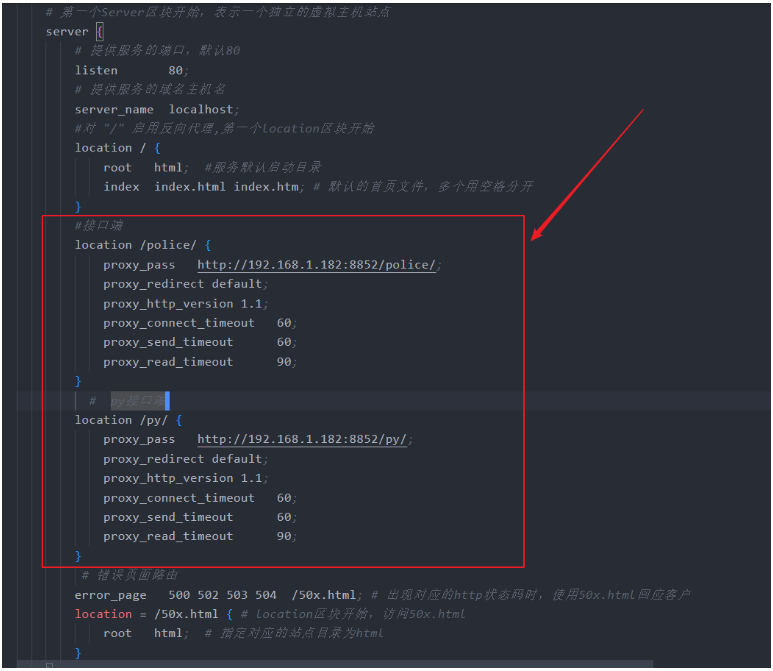 # 第一个Server区块开始，表示一个独立的虚拟主机站点
server {
# 提供服务的端口，默认80
listen 80;
# 提供服务的域名主机名
server_name localhost;
#对 "/" 启用反向代理,第一个location区块开始
location / {
root html; #服务默认启动目录
index index.html index.htm; # 默认的首页文件，多个用空格分开
}
#接口端
location /police/ {
proxy_pass http://192.168.1.182:8852/police/;
proxy_redirect default;
proxy_http_version 1.1;
proxy_connect_timeout 60;
proxy_send_timeout 60;
proxy_read_timeout 90;
}
# py接口端
location /py/ {
proxy_pass http://192.168.1.182:8852/py/;
proxy_redirect default;
proxy_http_version 1.1;
proxy_connect_timeout 60;
proxy_send_timeout 60;
proxy_read_timeout 90;
}
# 错误页面路由
error_page 500 502 503 504 /50x.html; # 出现对应的http状态码时，使用50x.html回应客户
location = /50x.html { # location区块开始，访问50x.html
root html; # 指定对应的站点目录为html
}